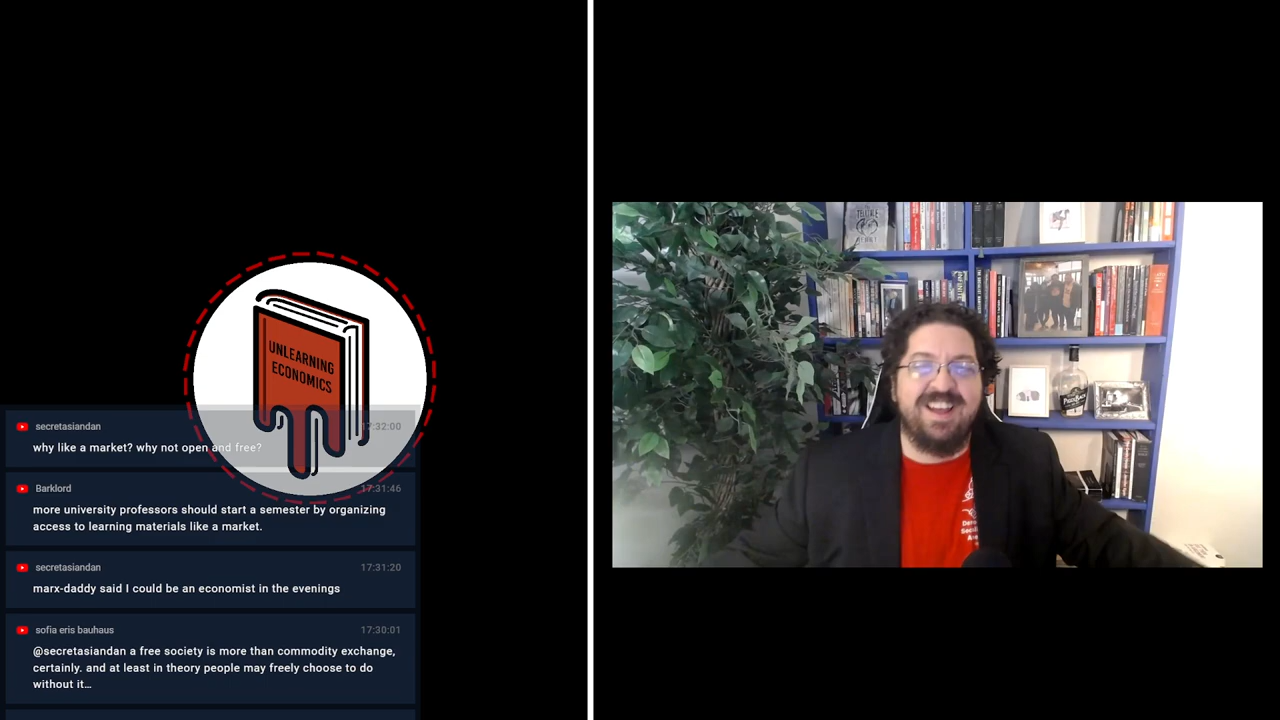 UNLEARNING
ECONOMICS
secretasiandan 17:32:00
why like a market? why not open and free?
Barklord 17:31:46
more university professors should start a semester by organizing
access to learning materials like a market.
secretasiandan 17:31:20
marx-daddy said I could be an economist in the evenings
sofia eris bauhaus 17:30:01
@secretasiandan a free society is more than commodity exchange,
certainly. and at least in theory people may freely choose to do
without it…